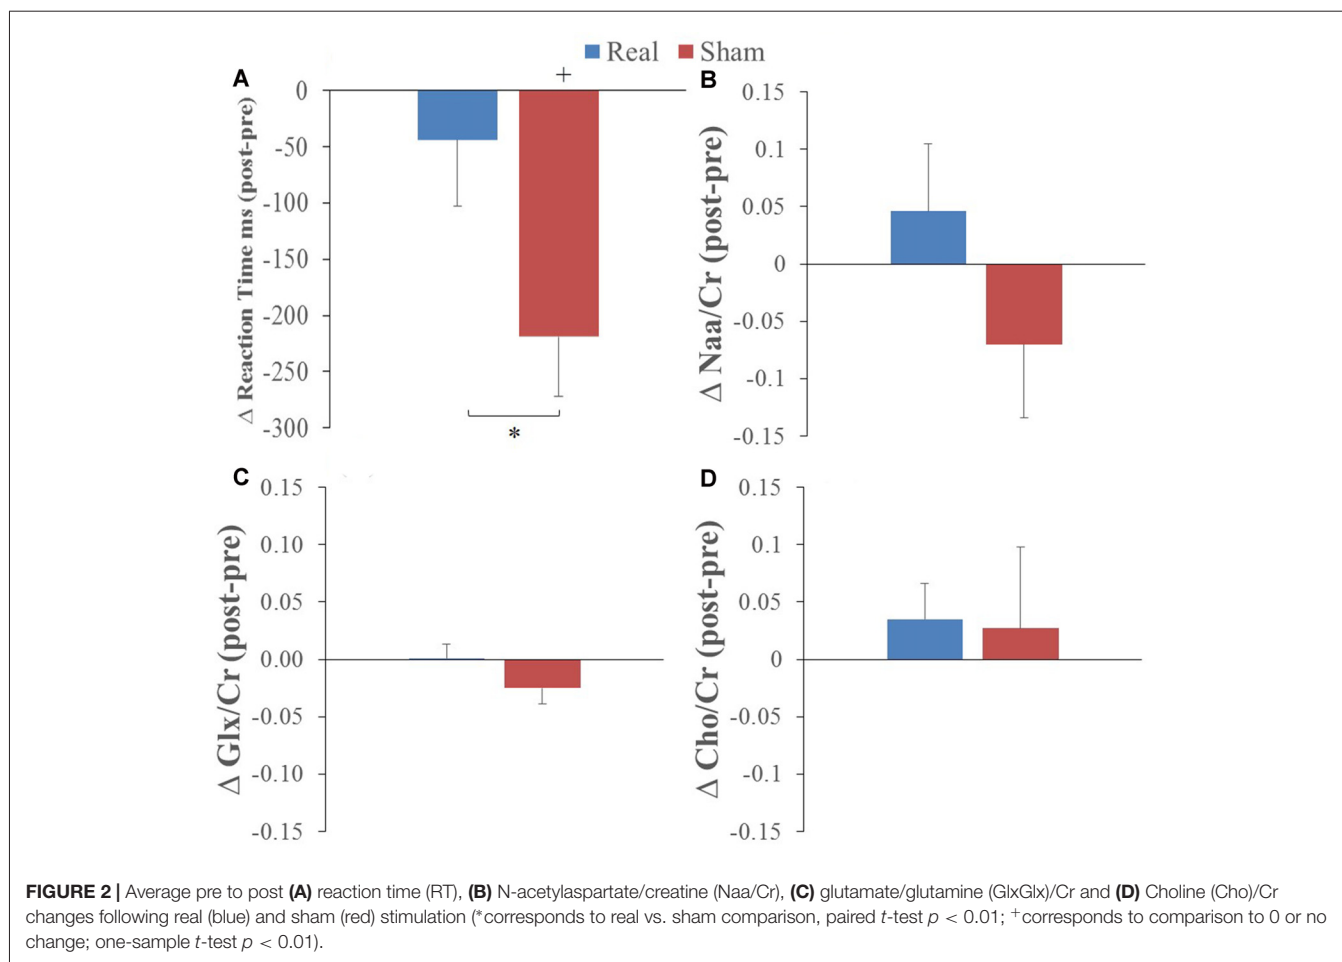 Real Sham
A
+
0
-50
-100
-150
-200
-250
-300
Δ Reaction Time ms (post-pre)
*
B
0.15
0.1
0.05
0
-0.05
-0.1
-0.15
Δ Naa/Cr (post-pre)
C
0.15
0.10
0.05
0.00
-0.05
-0.10
-0.15
Δ Glx/Cr (post-pre)
D
0.15
0.1
0.05
0
-0.05
-0.1
-0.15
Δ Cho/Cr (post-pre)
FIGURE 2 | Average pre to post (A) reaction time (RT), (B) N-acetylaspartate/creatine (Naa/Cr), (C) glutamate/glutamine (GlxGlx)/Cr and (D) Choline (Cho)/Cr
changes following real (blue) and sham (red) stimulation (*corresponds to real vs. sham comparison, paired t-test p < 0.01; +corresponds to comparison to 0 or no
change; one-sample t-test p < 0.01).